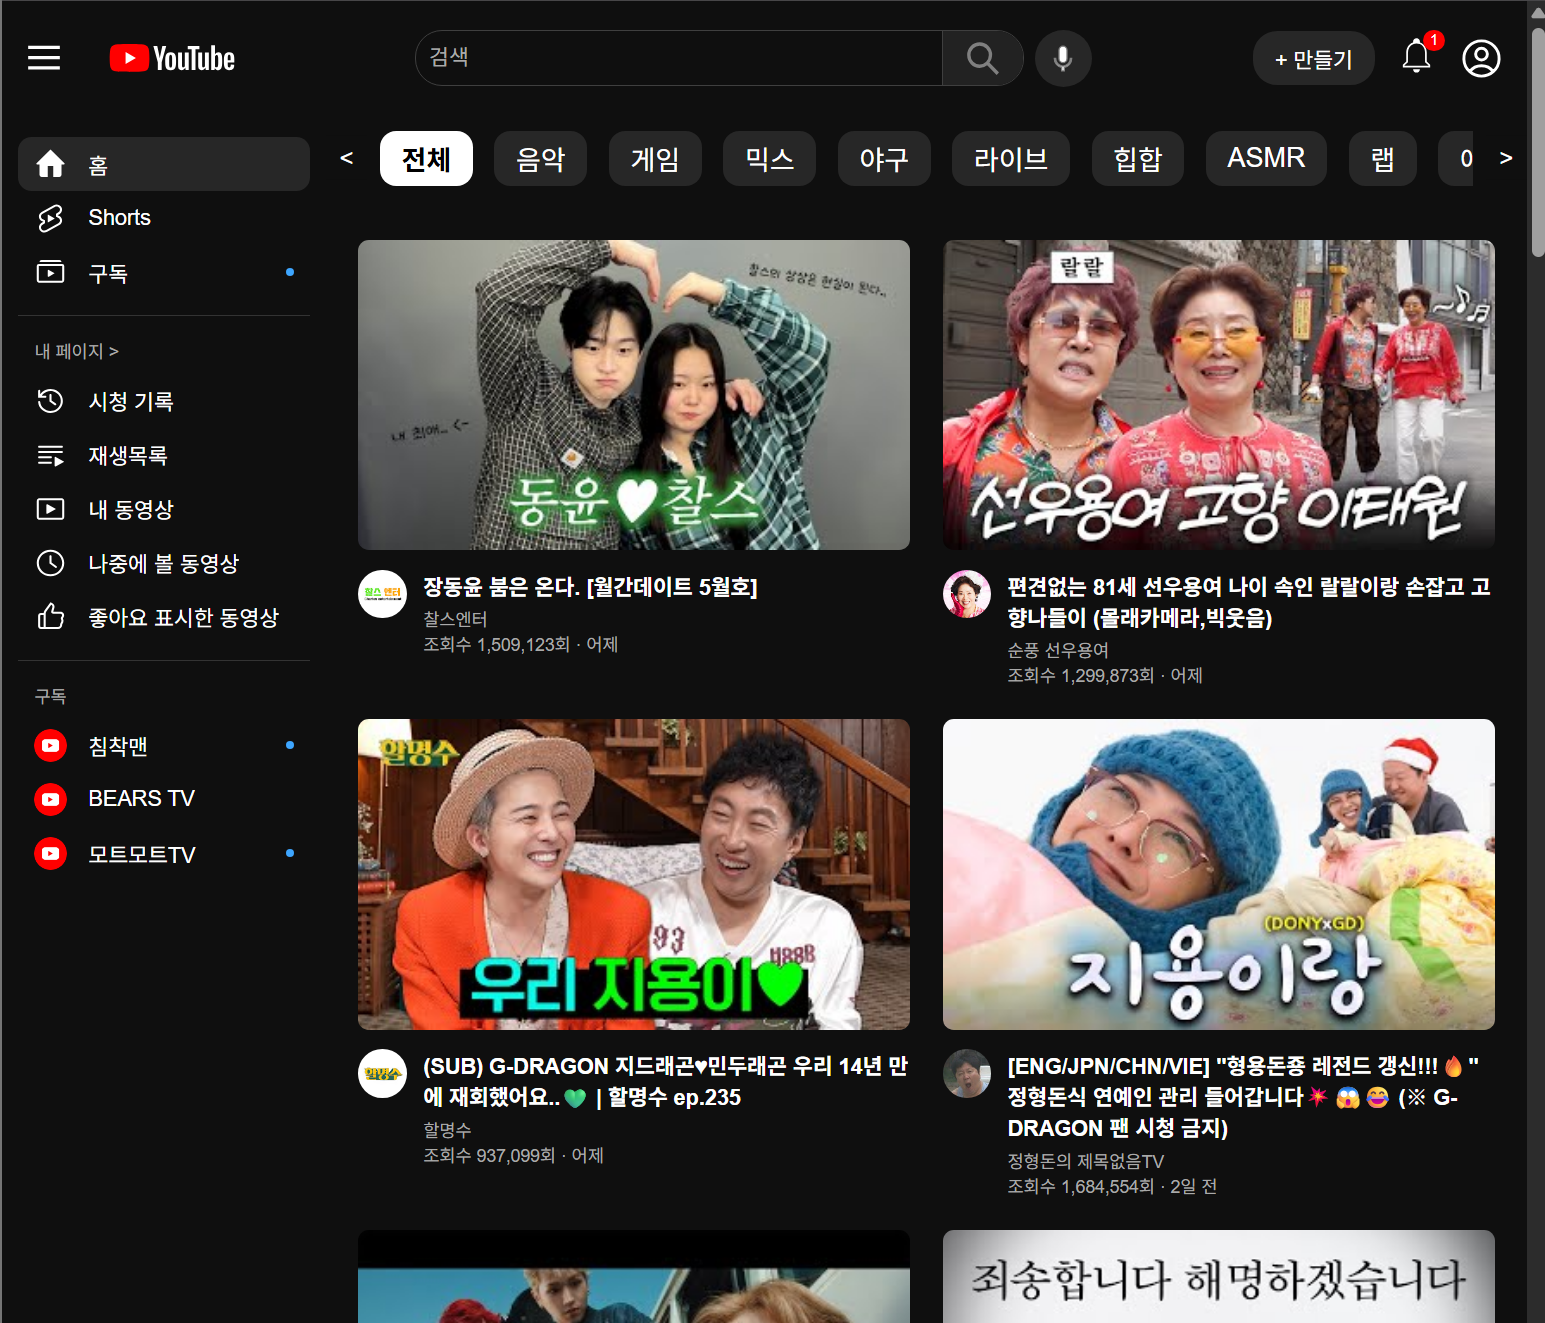 YouTube
검색
+ 만들기
1
홈
Shorts
구독
내 페이지 >
시청 기록
재생목록
내 동영상
나중에 볼 동영상
좋아요 표시한 동영상
구독
침착맨
BEARS TV
모트모트TV
<
전체
음악
게임
믹스
야구
라이브
힙합
ASMR
랩
>
찰스의 상상은 현실이 된다..
내 최애.. <-
동윤♥찰스
찰스엔터
장동윤 붐은 온다. [월간데이트 5월호]
찰스엔터
조회수 1,509,123회 · 어제
랄랄
선우용여 고향 이태원
편견없는 81세 선우용여 나이 속인 랄랄이랑 손잡고 고
향나들이 (몰래카메라,빅웃음)
순풍 선우용여
조회수 1,299,873회 · 어제
할명수
93
우리 지용이♥
할명수
(SUB) G-DRAGON 지드래곤♥민두래곤 우리 14년 만
에 재회했어요..💚 | 할명수 ep.235
할명수
조회수 937,099회 · 어제
(DONYxGD)
지용이랑
[ENG/JPN/CHN/VIE] "형용돈죵 레전드 갱신!!!🔥"
정형돈식 연예인 관리 들어갑니다💥😱😂 (※ G-
DRAGON 팬 시청 금지)
정형돈의 제목없음TV
조회수 1,684,554회 · 2일 전
죄송합니다 해명하겠습니다